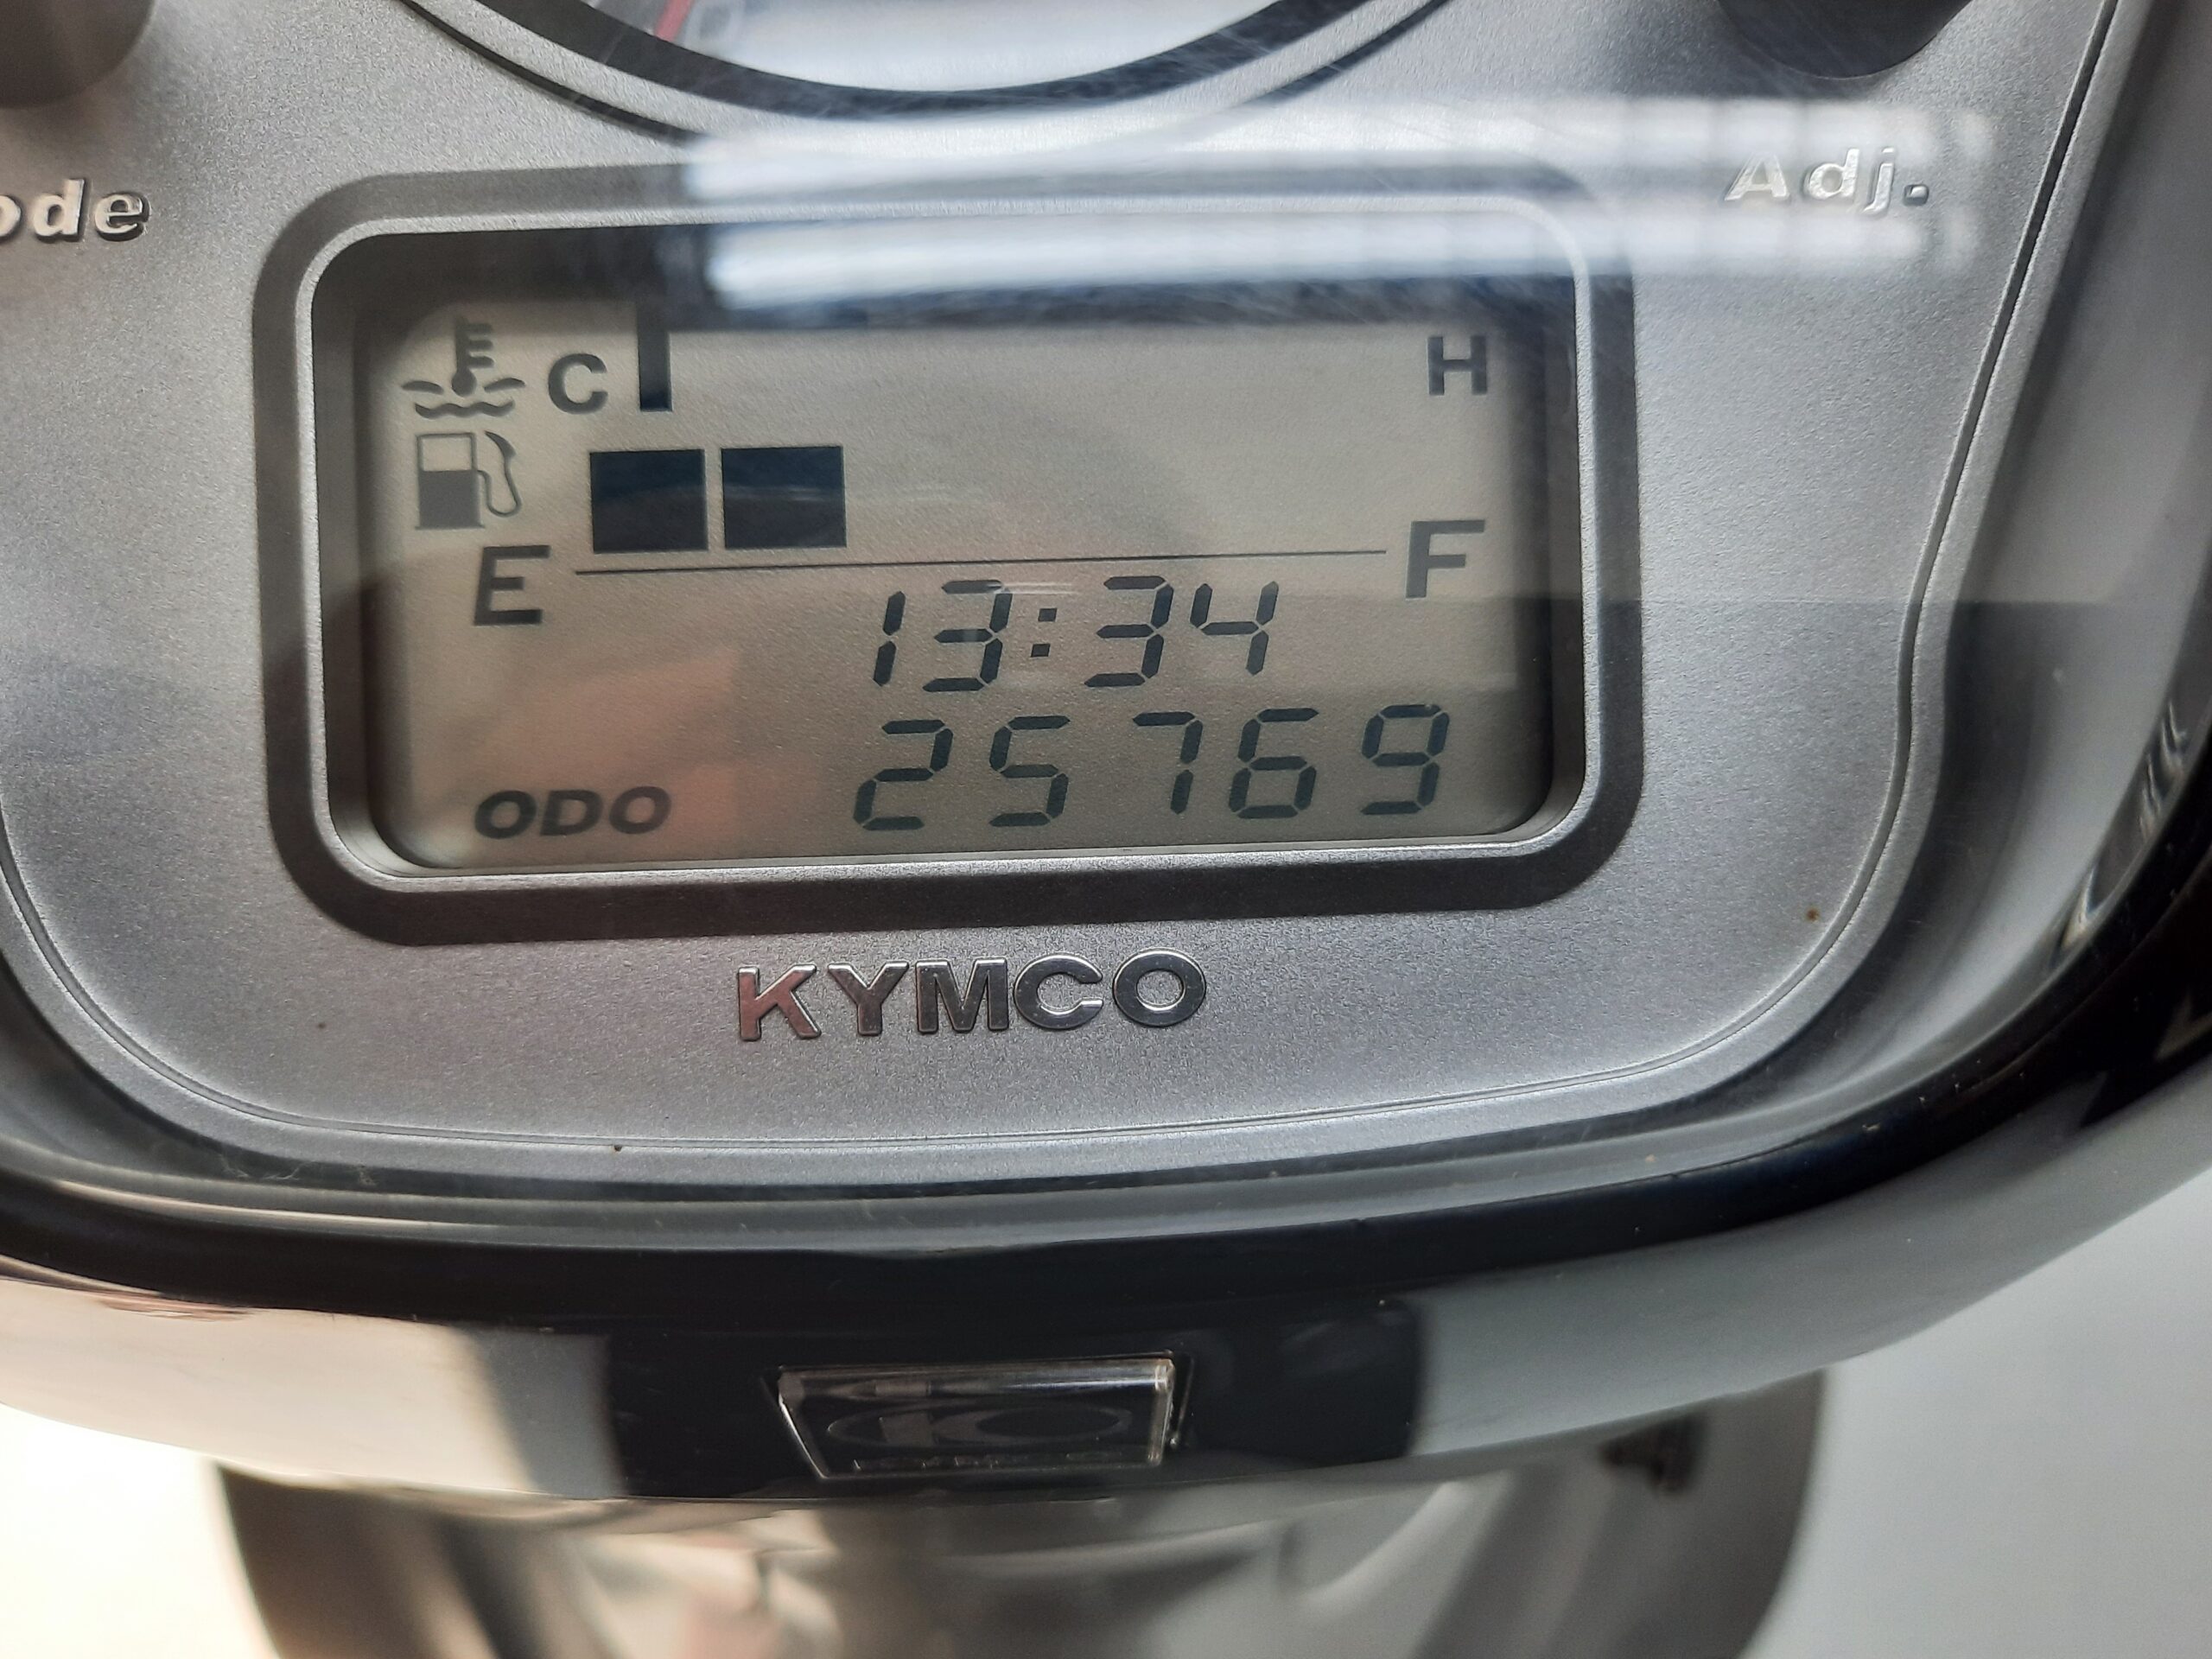 ode
Adj.
C H
E F
13:34
ODO 25769
KYMCO